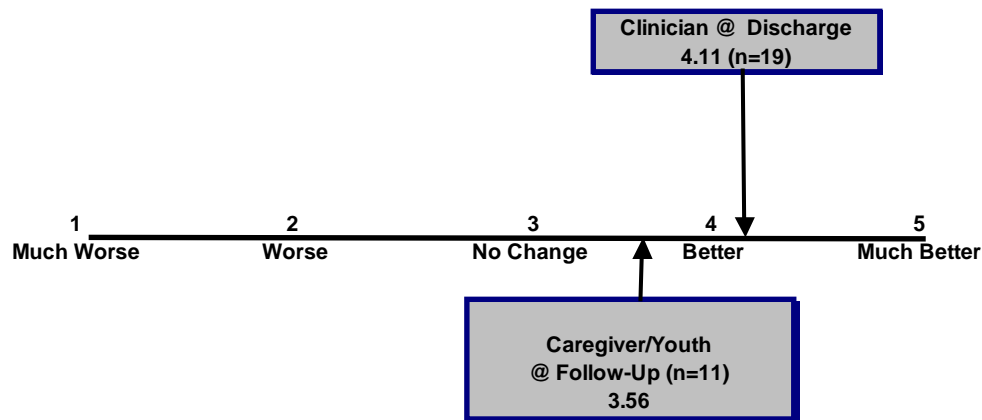 Clinician @ Discharge
4.11 (n=19)
1 2 3 4 5
Much Worse Worse No Change Better Much Better
Caregiver/Youth
@ Follow-Up (n=11)
3.56